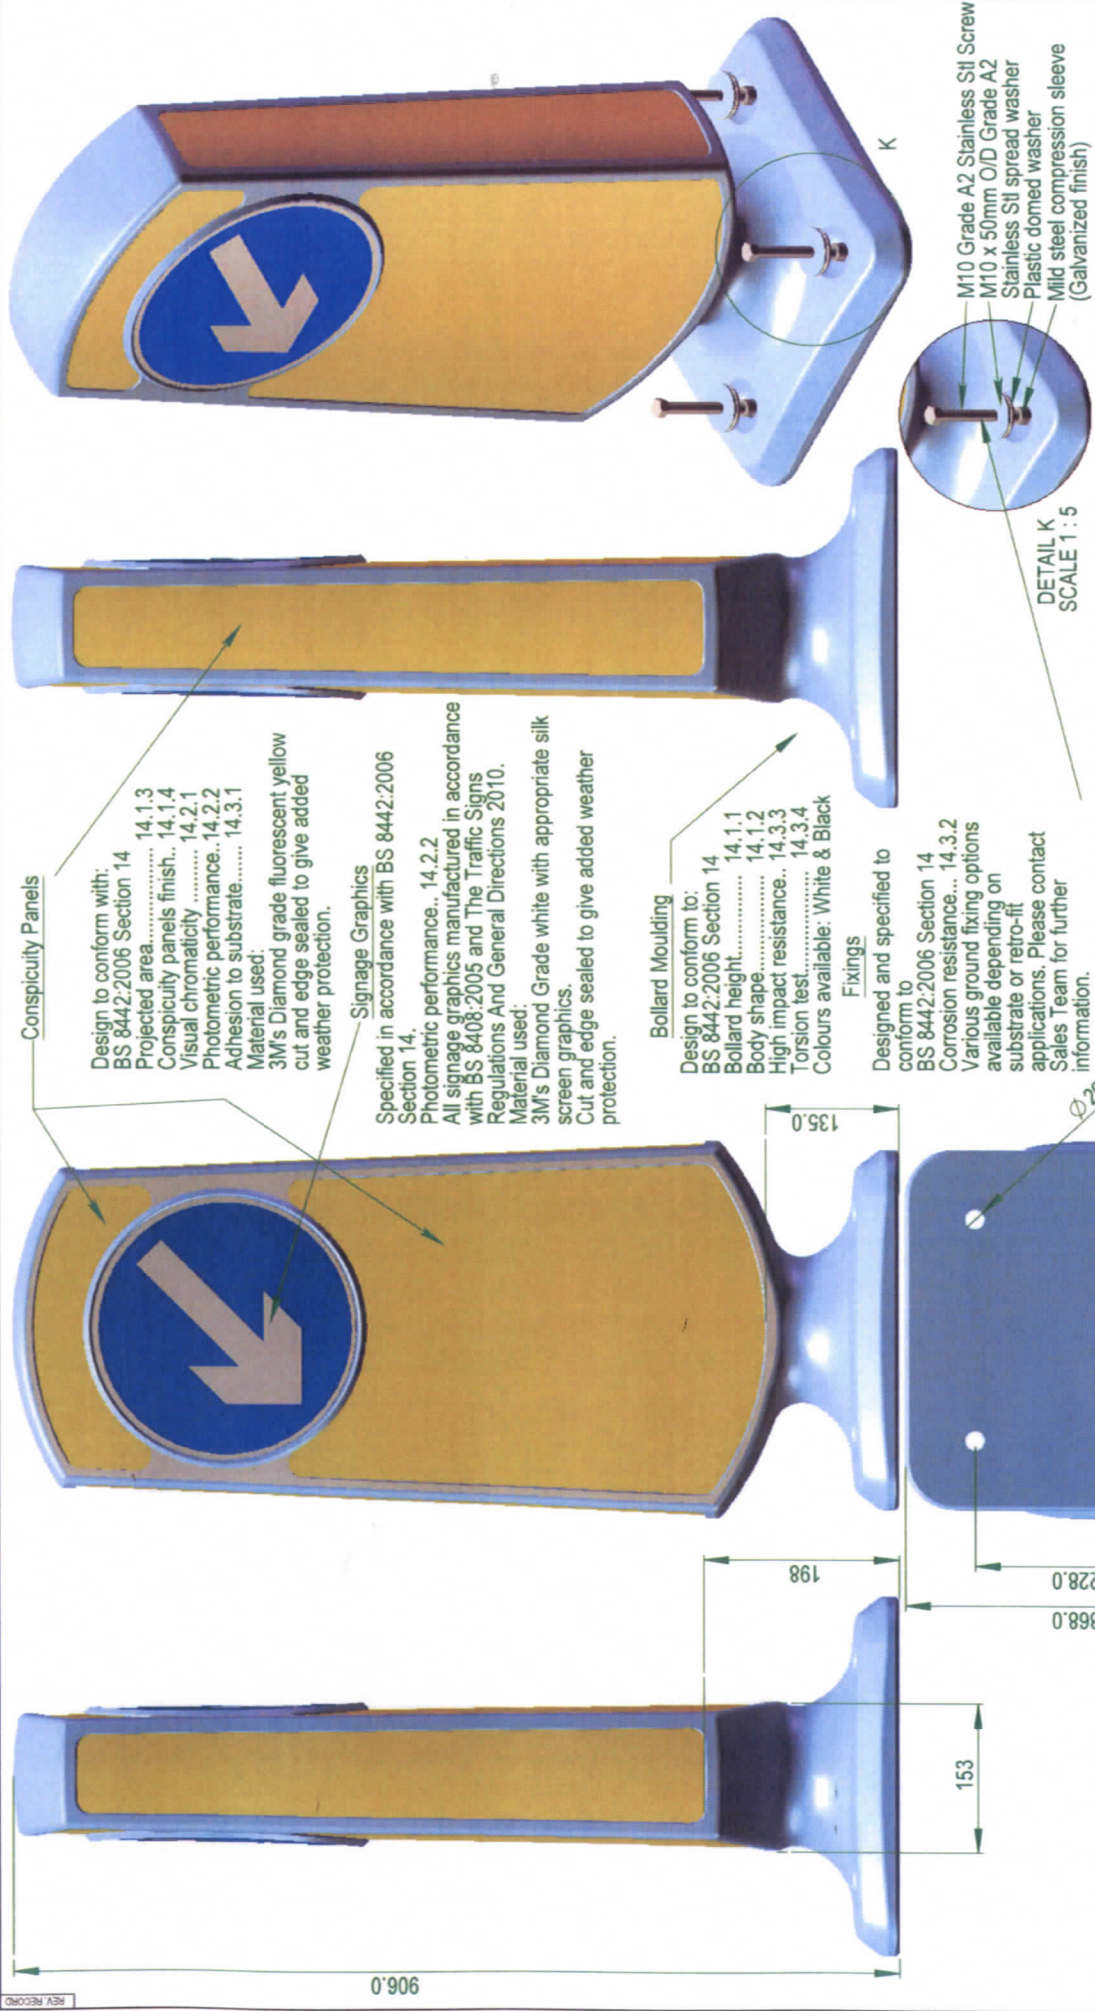 REV. RECORD
Conspicuity Panels
Design to conform with:
BS 8442:2006 Section 14
Projected area............. 14.1.3
Conspicuity panels finish.. 14.1.4
Visual chromaticity ......... 14.2.1
Photometric performance.. 14.2.2
Adhesion to substrate...... 14.3.1
Material used:
3M's Diamond grade fluorescent yellow
cut and edge sealed to give added
weather protection.
Signage Graphics
Specified in accordance with BS 8442:2006
Section 14.
Photometric performance... 14.2.2
All signage graphics manufactured in accordance
with BS 8408:2005 and The Traffic Signs
Regulations And General Directions 2010.
Material used:
3M's Diamond Grade white with appropriate silk
screen graphics.
Cut and edge sealed to give added weather
protection.
Bollard Moulding
Design to conform to:
BS 8442:2006 Section 14
Bollard height............... 14.1.1
Body shape................... 14.1.2
High impact resistance... 14.3.3
Torsion test................... 14.3.4
Colours available: White & Black
Fixings
Designed and specified to
conform to
BS 8442:2006 Section 14
Corrosion resistance... 14.3.2
Various ground fixing options
available depending on
substrate or retro-fit
applications. Please contact
Sales Team for further
information.
M10 Grade A2 Stainless Stl Screw
M10 x 50mm O/D Grade A2
Stainless Stl spread washer
Plastic domed washer
Mild steel compression sleeve
(Galvanized finish)
K
DETAIL K
SCALE 1 : 5
906.0
153
198
135.0
228.0
368.0